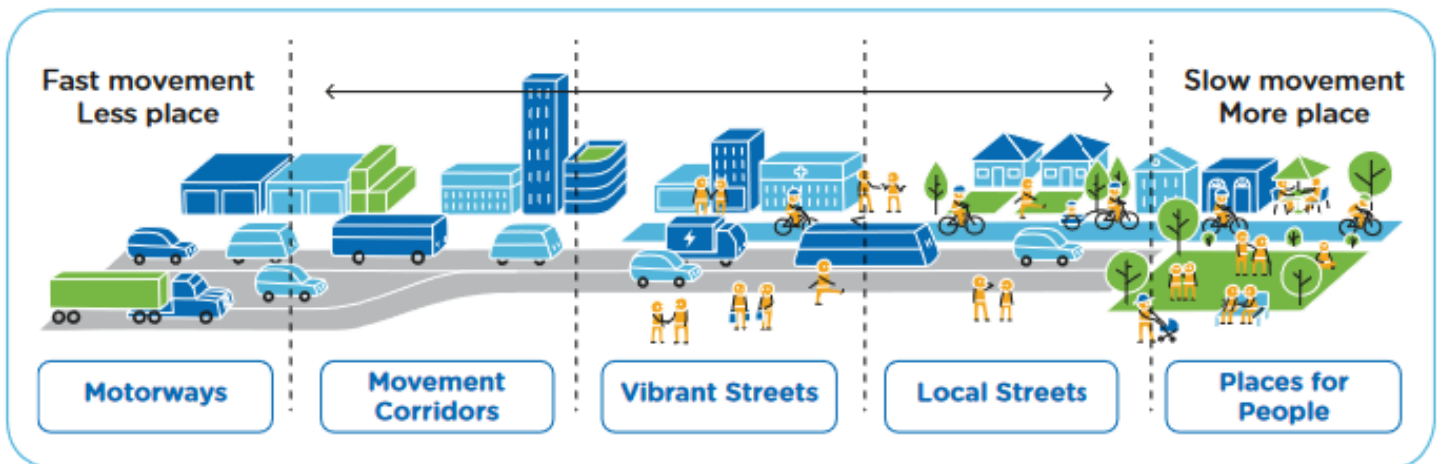 Fast movement
Less place
Slow movement
More place
Motorways
Movement
Corridors
Vibrant Streets
Local Streets
Places for
People